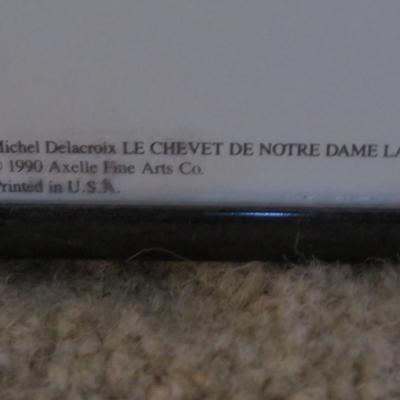 Michel Delacroix LE CHEVET DE NOTRE DAME LA
© 1990 Axelle Fine Arts Co.
Printed in U.S.A.